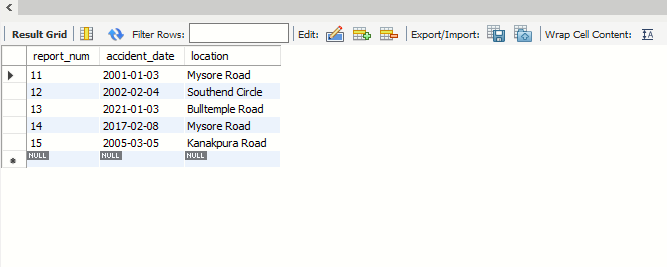 Result Grid Filter Rows: Edit: Export/Import: Wrap Cell Content: IA
report_num accident_date location
11 2001-01-03 Mysore Road
12 2002-02-04 Southend Circle
13 2021-01-03 Bulltemple Road
14 2017-02-08 Mysore Road
15 2005-03-05 Kanakpura Road
NULL NULL NULL